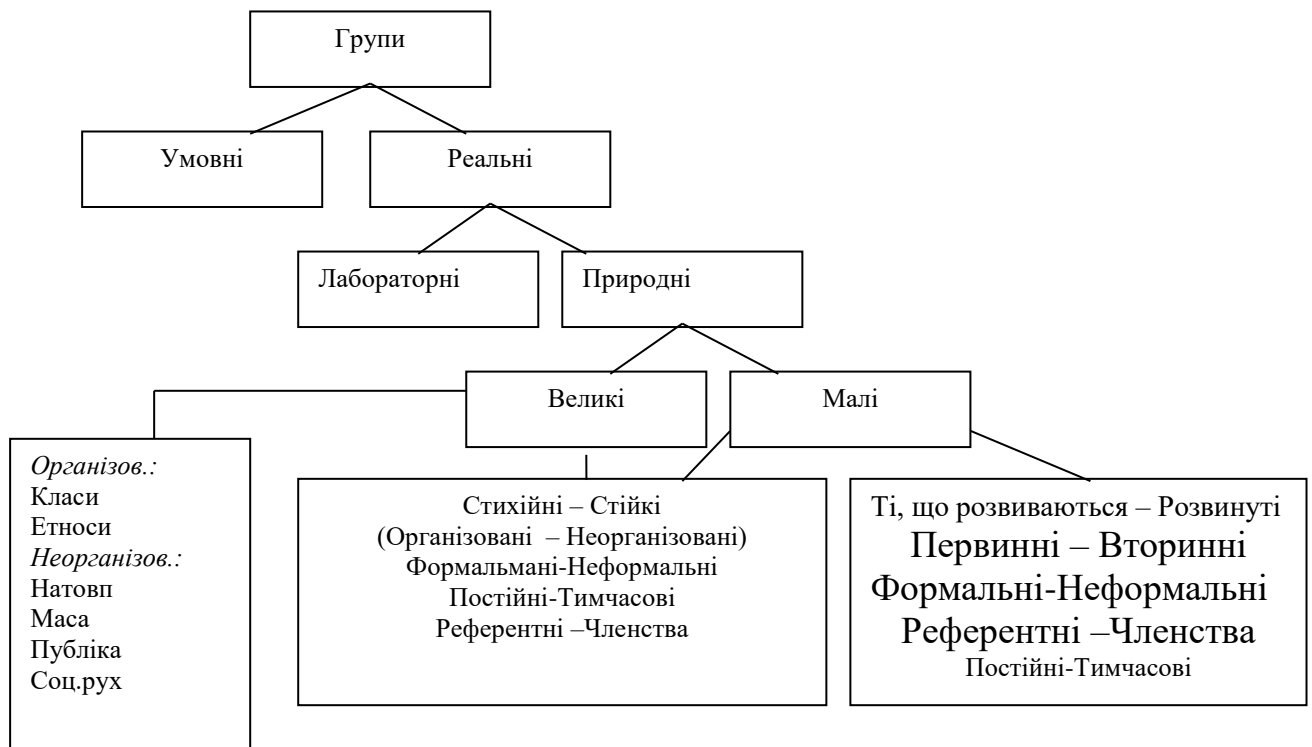 Групи
Умовні
Реальні
Лабораторні
Природні
Великі
Малі
Організов.:
Класи
Етноси
Неорганізов.:
Натовп
Маса
Публіка
Соц.рух
Стихійні – Стійкі
(Організовані – Неорганізовані)
Формальмані-Неформальні
Постійні-Тимчасові
Референтні –Членства
Ті, що розвиваються – Розвинуті
Первинні – Вторинні
Формальні-Неформальні
Референтні –Членства
Постійні-Тимчасові